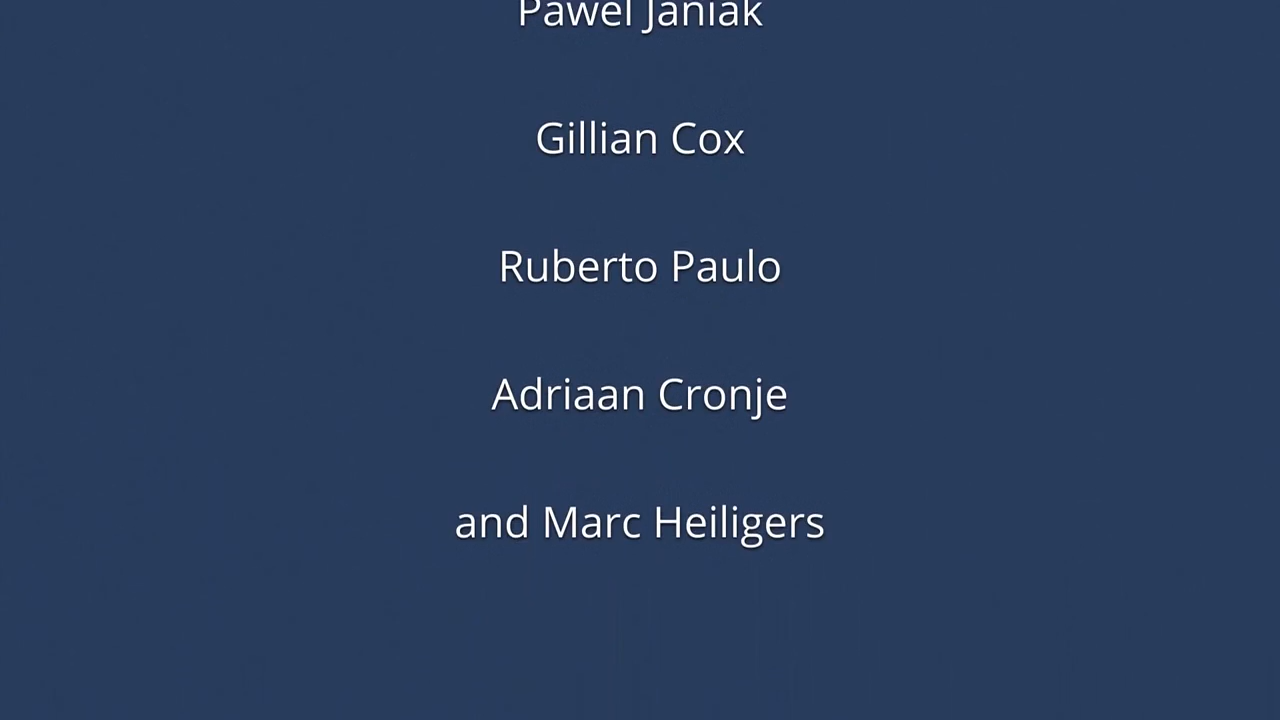 Pawel Janiak
Gillian Cox
Ruberto Paulo
Adriaan Cronje
and Marc Heiligers